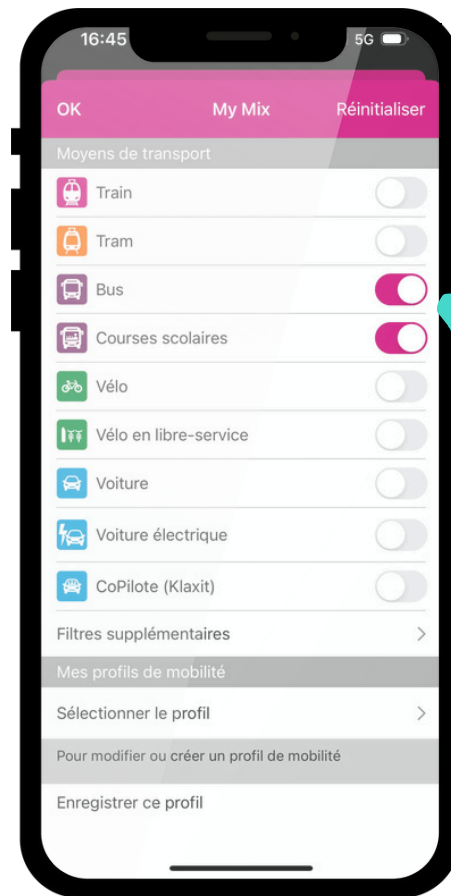 16:45
5G
OK My Mix Réinitialiser
Moyens de transport
Train
Tram
Bus
Courses scolaires
Vélo
Vélo en libre-service
Voiture
Voiture électrique
CoPilote (Klaxit)
Filtres supplémentaires
Mes profils de mobilité
Sélectionner le profil
Pour modifier ou créer un profil de mobilité
Enregistrer ce profil